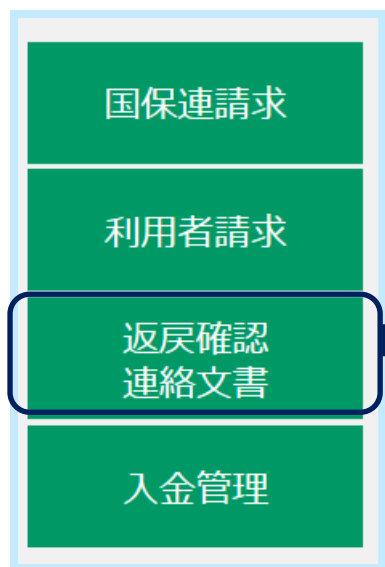 国保連請求
利用者請求
返戻確認
連絡文書
入金管理